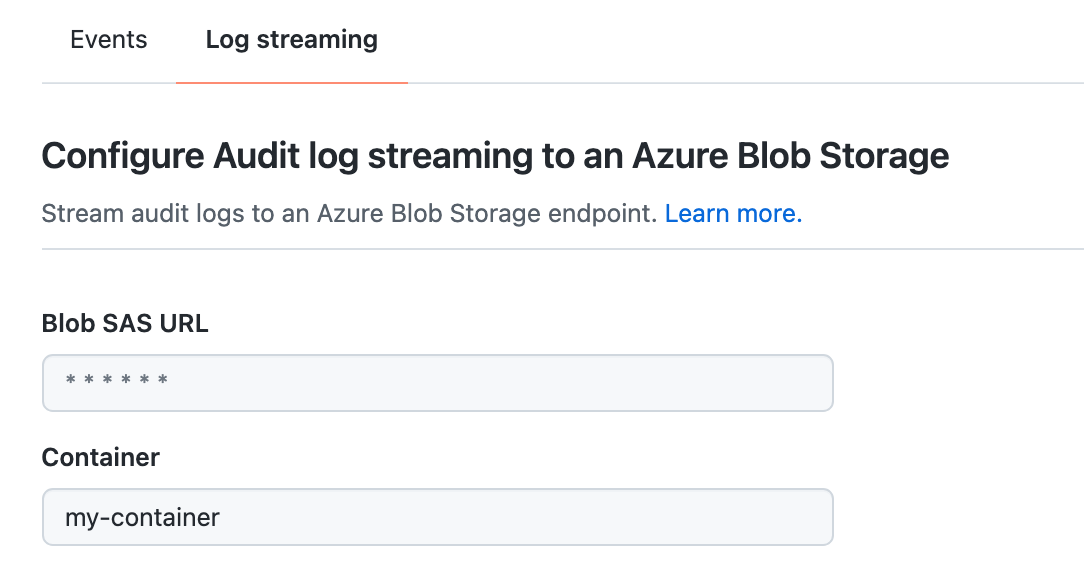 Events Log streaming
Configure Audit log streaming to an Azure Blob Storage
Stream audit logs to an Azure Blob Storage endpoint. Learn more.
Blob SAS URL
* * * * * *
Container
my-container